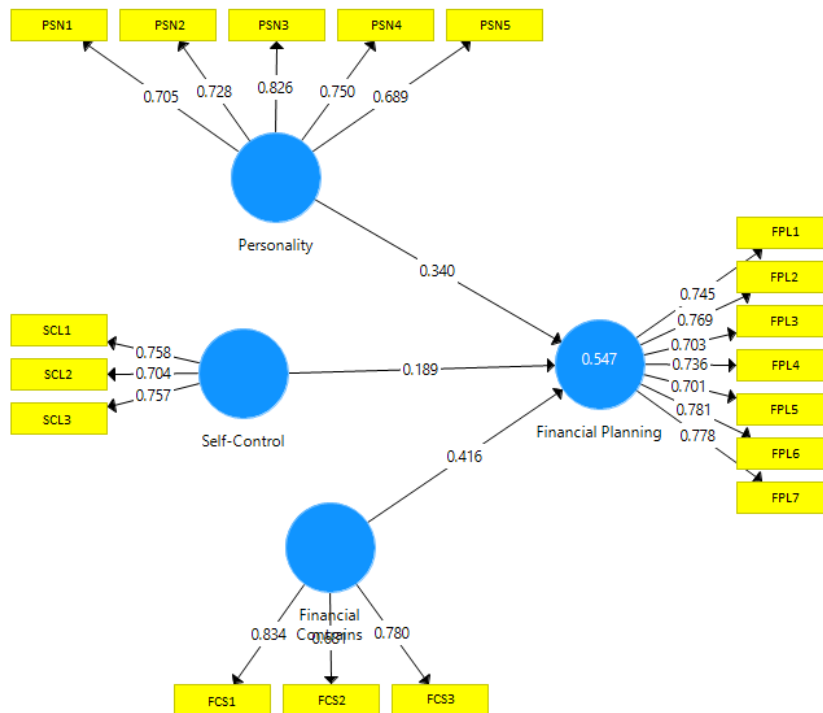 PSN1 PSN2 PSN3 PSN4 PSN5
0.705 0.728 0.826 0.750 0.689
Personality
0.340
SCL1
SCL2
SCL3
0.758
0.704
0.757
Self-Control
0.189
0.416
Financial
Contrains
0.834 0.780
FCS1 FCS2 FCS3
0.547
Financial Planning
0.745
0.769
0.703
0.736
0.701
0.781
0.778
FPL1
FPL2
FPL3
FPL4
FPL5
FPL6
FPL7